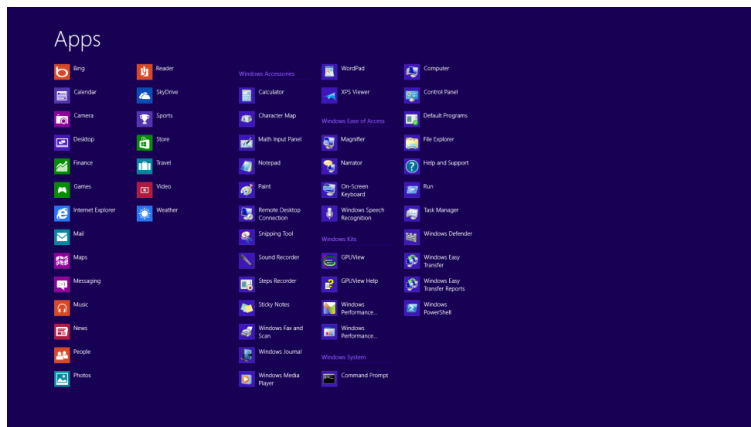 Apps
Bing
Calendar
Camera
Desktop
Finance
Games
Internet Explorer
Mail
Maps
Messaging
Music
News
People
Photos
Reader
SkyDrive
Sports
Store
Travel
Video
Weather
Windows Accessories
Calculator
Character Map
Math Input Panel
Notepad
Paint
Remote Desktop
Connection
Snipping Tool
Sound Recorder
Steps Recorder
Sticky Notes
Windows Fax and
Scan
Windows Journal
Windows Media
Player
WordPad
XPS Viewer
Windows Ease of Access
Magnifier
Narrator
On-Screen
Keyboard
Windows Speech
Recognition
Windows Kits
GPUView
GPUView Help
Windows
Performance...
Windows
Performance...
Windows System
Command Prompt
Computer
Control Panel
Default Programs
File Explorer
Help and Support
Run
Task Manager
Windows Defender
Windows Easy
Transfer
Windows Easy
Transfer Reports
Windows
PowerShell